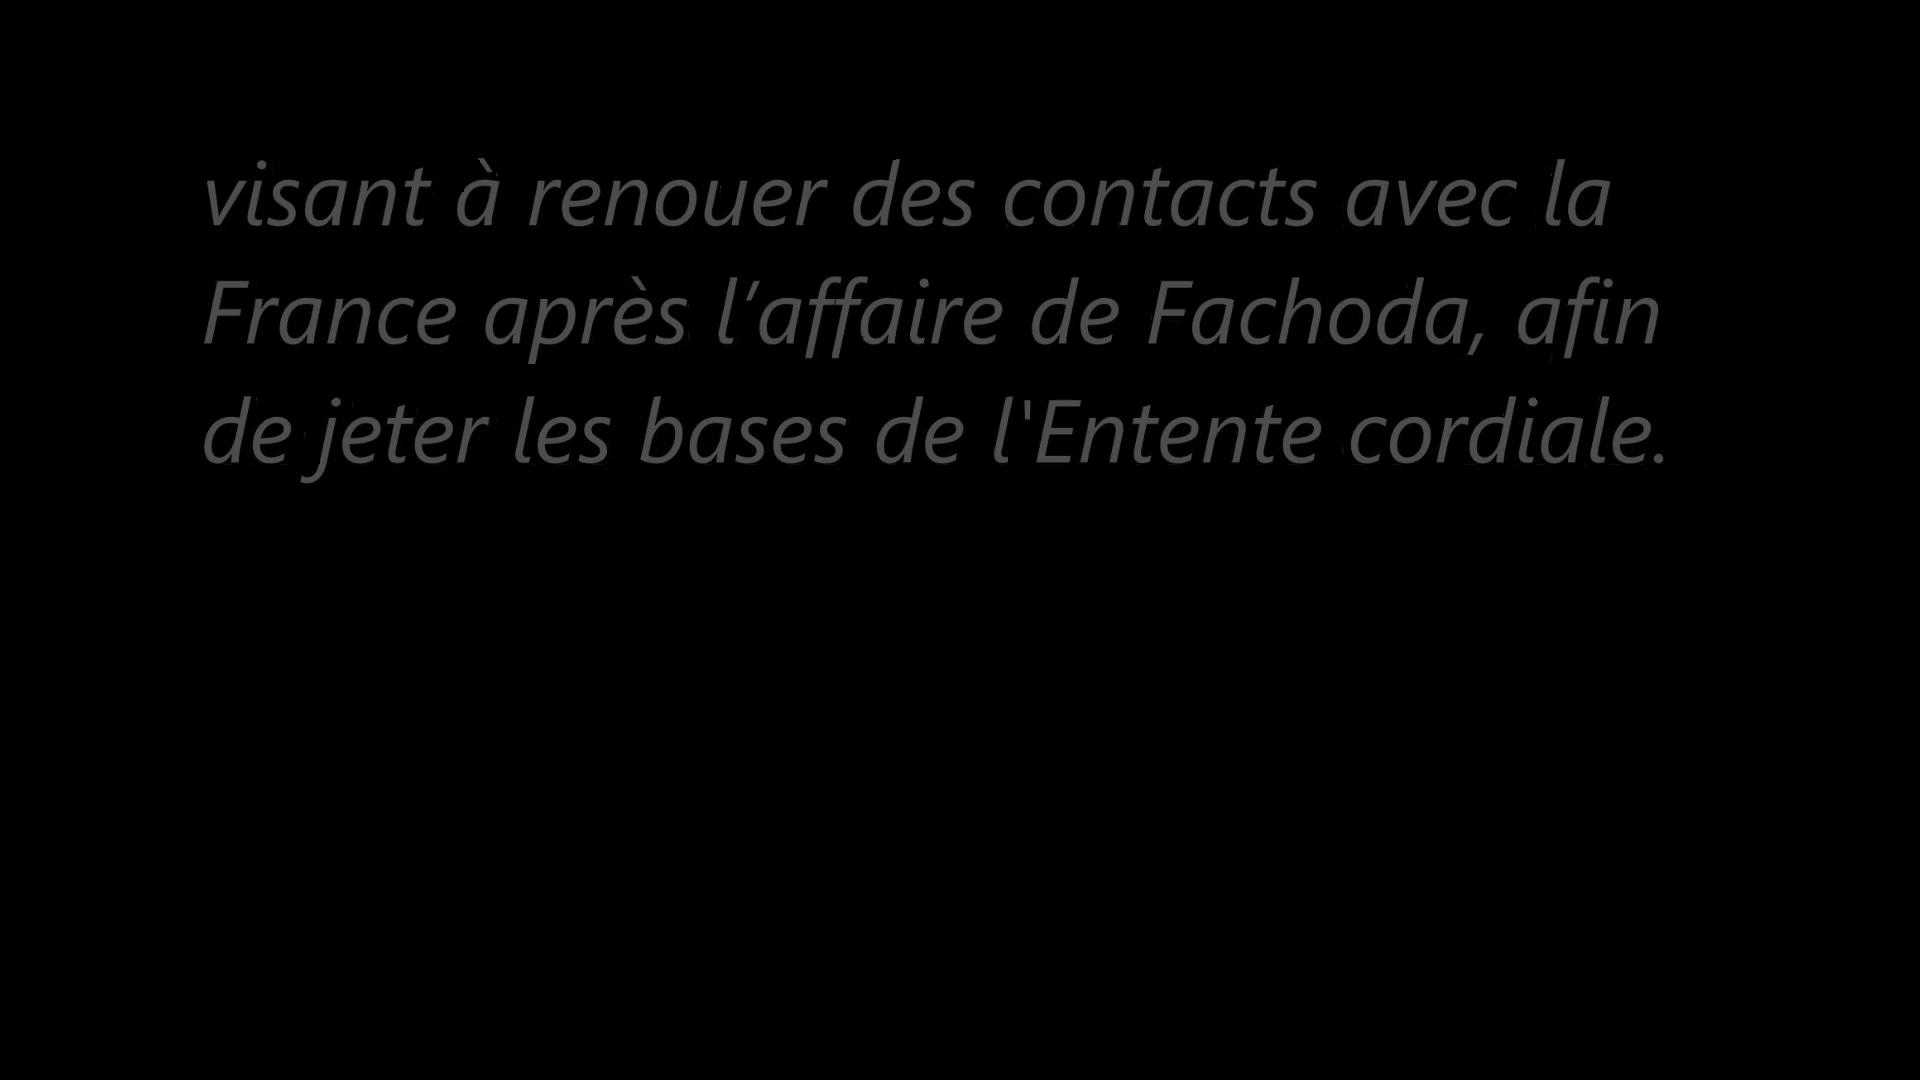 visant à renouer des contacts avec la
France après l’affaire de Fachoda, afin
de jeter les bases de l'Entente cordiale.